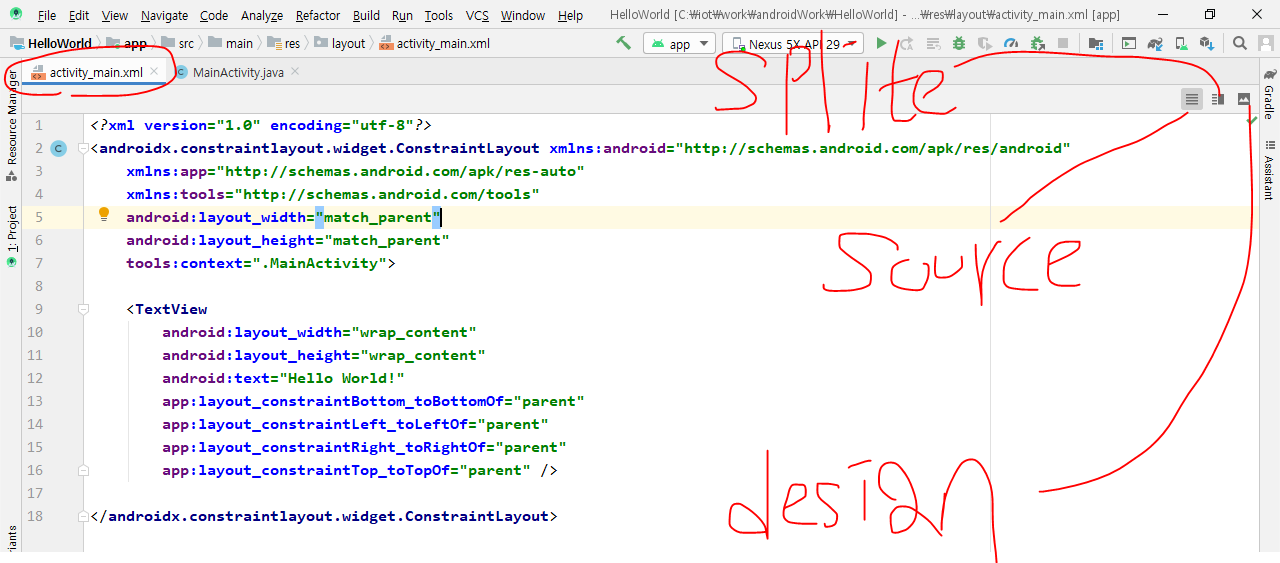 File Edit View Navigate Code Analyze Refactor Build Run Tools VCS Window Help HelloWorld [C:₩iot₩work₩androidWork₩HelloWorld] - ...₩res₩layout₩activity_main.xml [app]
HelloWorld app src main res layout activity_main.xml app Nexus 5X API 29
activity_main.xml MainActivity.java
splite
1 <?xml version="1.0" encoding="utf-8"?>
2 <androidx.constraintlayout.widget.ConstraintLayout xmlns:android="http://schemas.android.com/apk/res/android"
3 xmlns:app="http://schemas.android.com/apk/res-auto"
4 xmlns:tools="http://schemas.android.com/tools"
5 android:layout_width="match_parent"
6 android:layout_height="match_parent"
7 tools:context=".MainActivity">
source
8
9 <TextView
10 android:layout_width="wrap_content"
11 android:layout_height="wrap_content"
12 android:text="Hello World!"
13 app:layout_constraintBottom_toBottomOf="parent"
14 app:layout_constraintLeft_toLeftOf="parent"
15 app:layout_constraintRight_toRightOf="parent"
16 app:layout_constraintTop_toTopOf="parent" />
17
design
18 </androidx.constraintlayout.widget.ConstraintLayout>
Resource Manager
1: Project
Gradle
Assistant